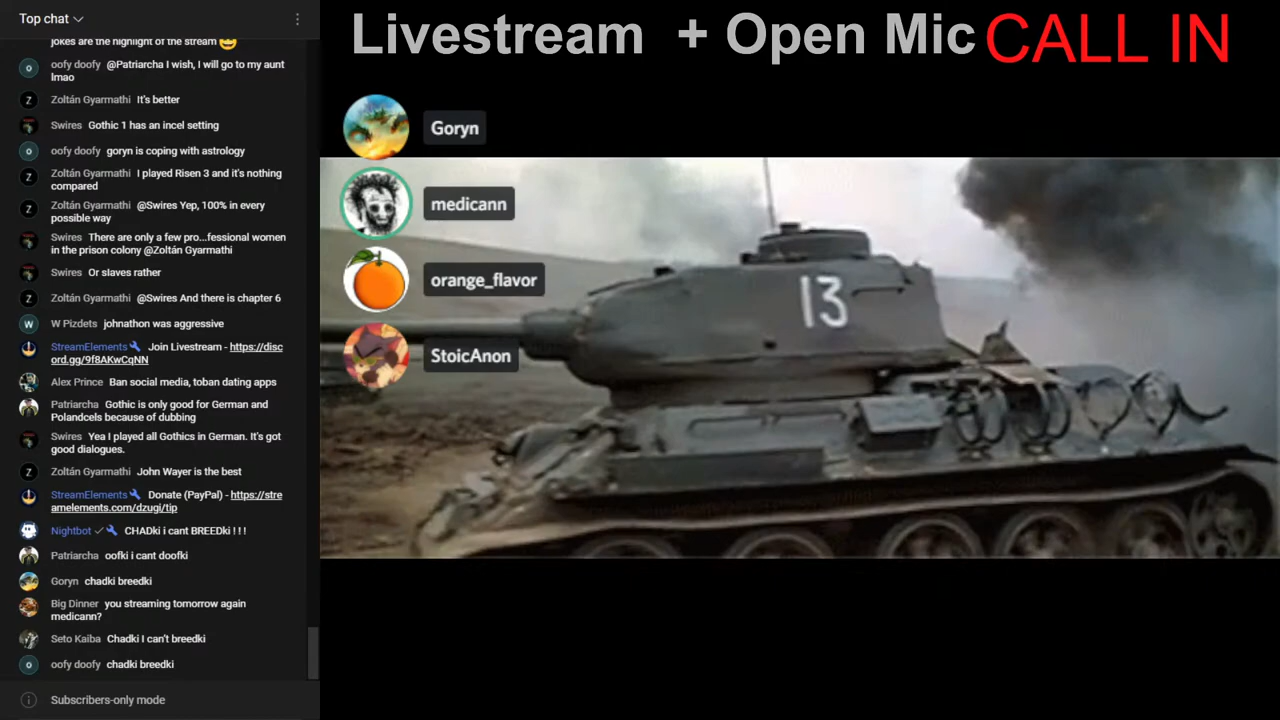 Top chat
jokes are the highlight of the stream
oofy doofy @Patriarcha I wish, I will go to my aunt
lmao
Zoltán Gyarmathi It's better
Swires Gothic 1 has an incel setting
oofy doofy goryn is coping with astrology
Zoltán Gyarmathi I played Risen 3 and it's nothing
compared
Zoltán Gyarmathi @Swires Yep, 100% in every
possible way
Swires There are only a few pro...fessional women
in the prison colony @Zoltán Gyarmathi
Swires Or slaves rather
Zoltán Gyarmathi @Swires And there is chapter 6
W Pizdets johnathon was aggressive
StreamElements Join Livestream - https://disc
ord.gg/9f8AKwCqNN
Alex Prince Ban social media, toban dating apps
Patriarcha Gothic is only good for German and
Polandcels because of dubbing
Swires Yea I played all Gothics in German. It's got
good dialogues.
Zoltán Gyarmathi John Wayer is the best
StreamElements Donate (PayPal) - https://stre
amelements.com/dzugi/tip
Nightbot CHADki i cant BREEDki ! ! !
Patriarcha oofki i cant doofki
Goryn chadki breedki
Big Dinner you streaming tomorrow again
medicann?
Seto Kaiba Chadki I can't breedki
oofy doofy chadki breedki
Subscribers-only mode
Livestream + Open Mic CALL IN
Goryn
medicann
orange_flavor
StoicAnon
13